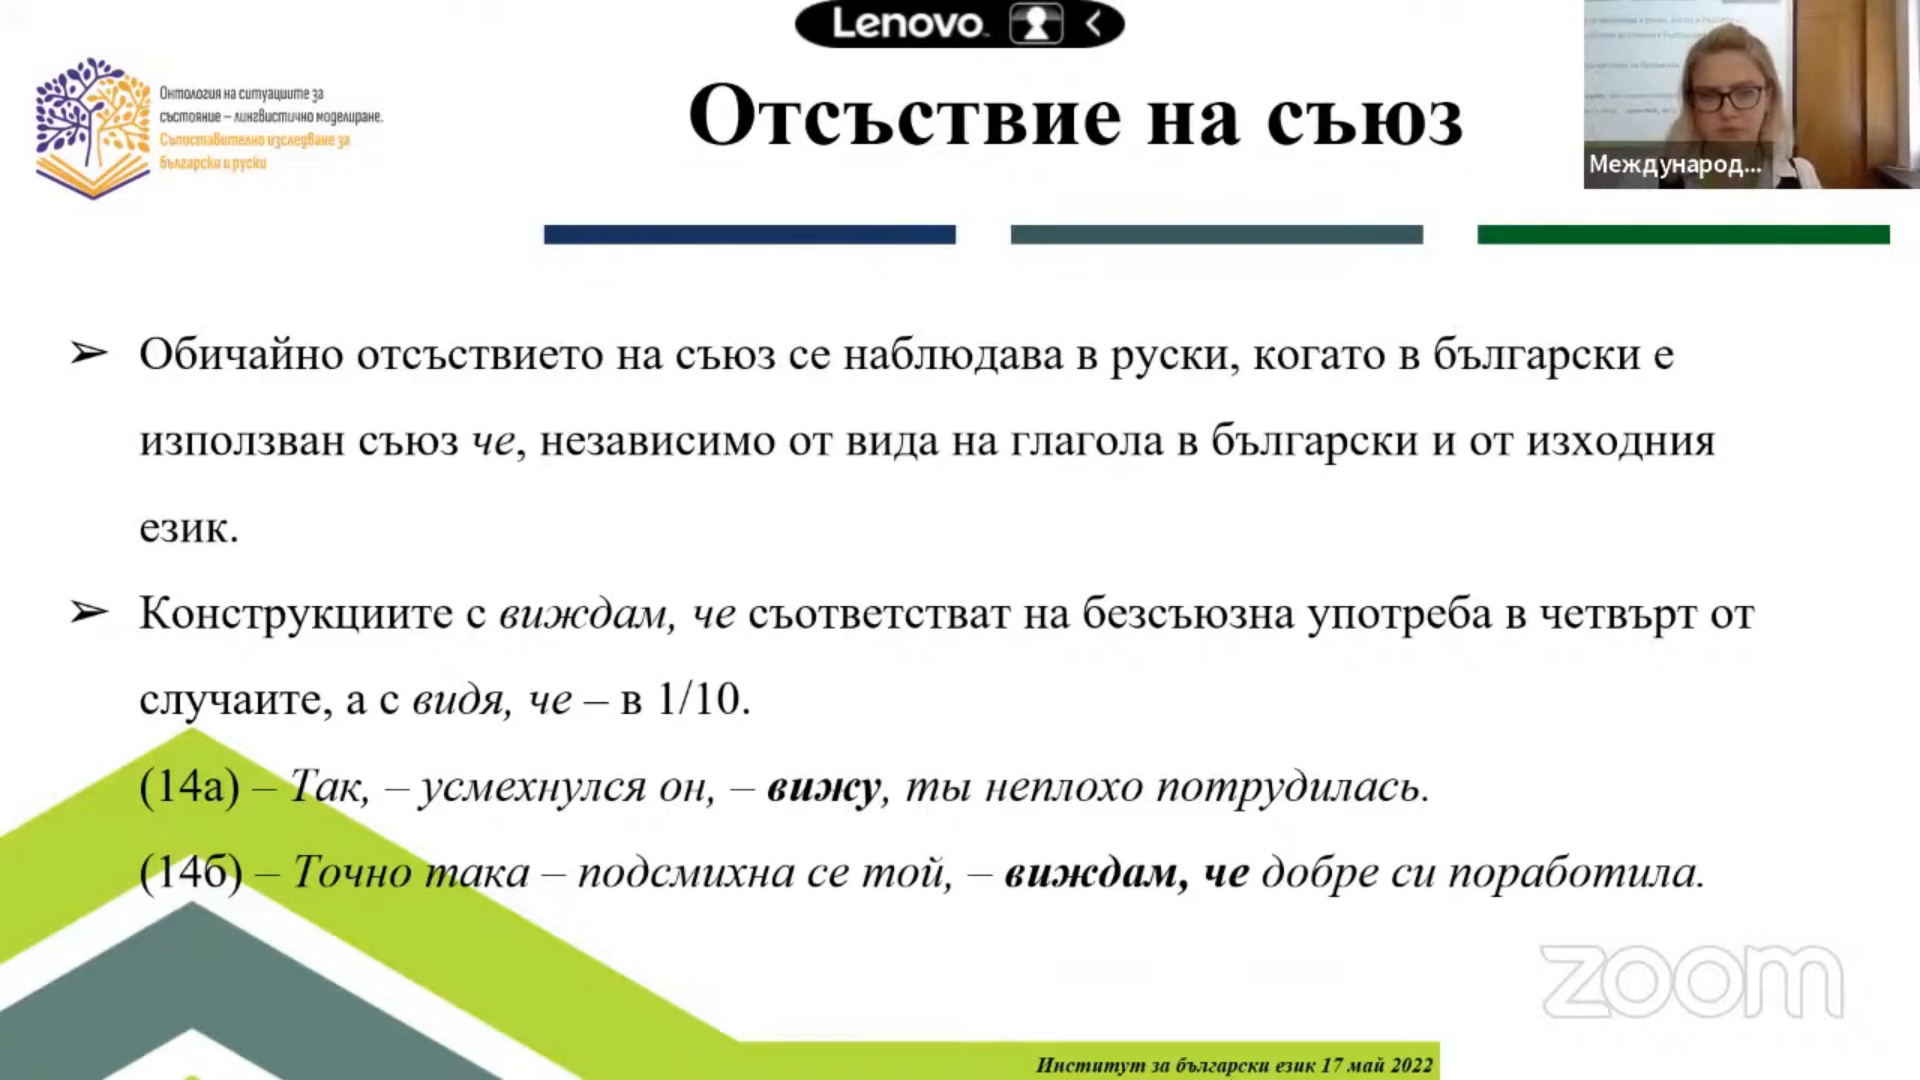 Lenovo
Онтология на ситуациите за
състояние – лингвистично моделиране.
Съпоставително изследване за
български и руски
Отсъствие на съюз
Международ...
➢ Обичайно отсъствието на съюз се наблюдава в руски, когато в български е
използван съюз че, независимо от вида на глагола в български и от изходния
език.
➢ Конструкциите с виждам, че съответстват на безсъюзна употреба в четвърт от
случаите, а с видя, че – в 1/10.
(14а) – Так, – усмехнулся он, – вижу, ты неплохо потрудилась.
(14б) – Точно така – подсмихна се той, – виждам, че добре си поработила.
zoom
Институт за български език 17 май 2022